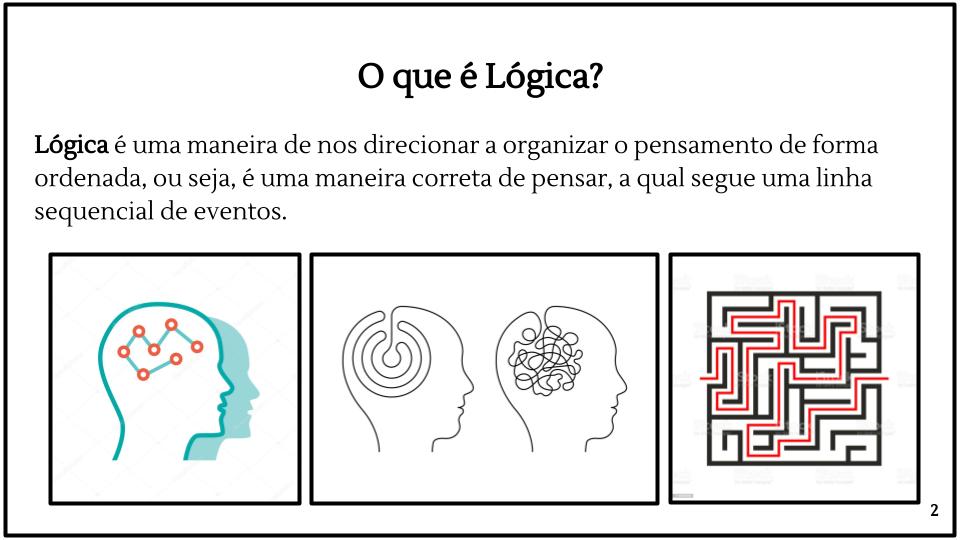 O que é Lógica?
Lógica é uma maneira de nos direcionar a organizar o pensamento de forma
ordenada, ou seja, é uma maneira correta de pensar, a qual segue uma linha
sequencial de eventos.
2